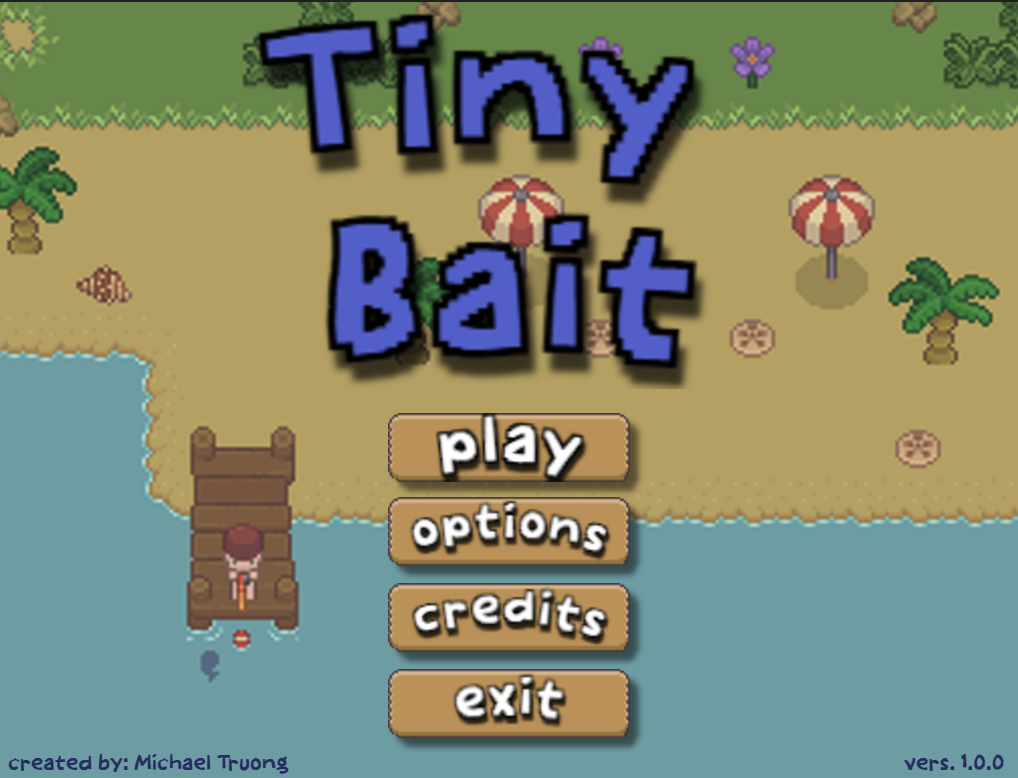 Tiny
Bait
play
options
credits
exit
created by: Michael Truong
vers. 1.0.0